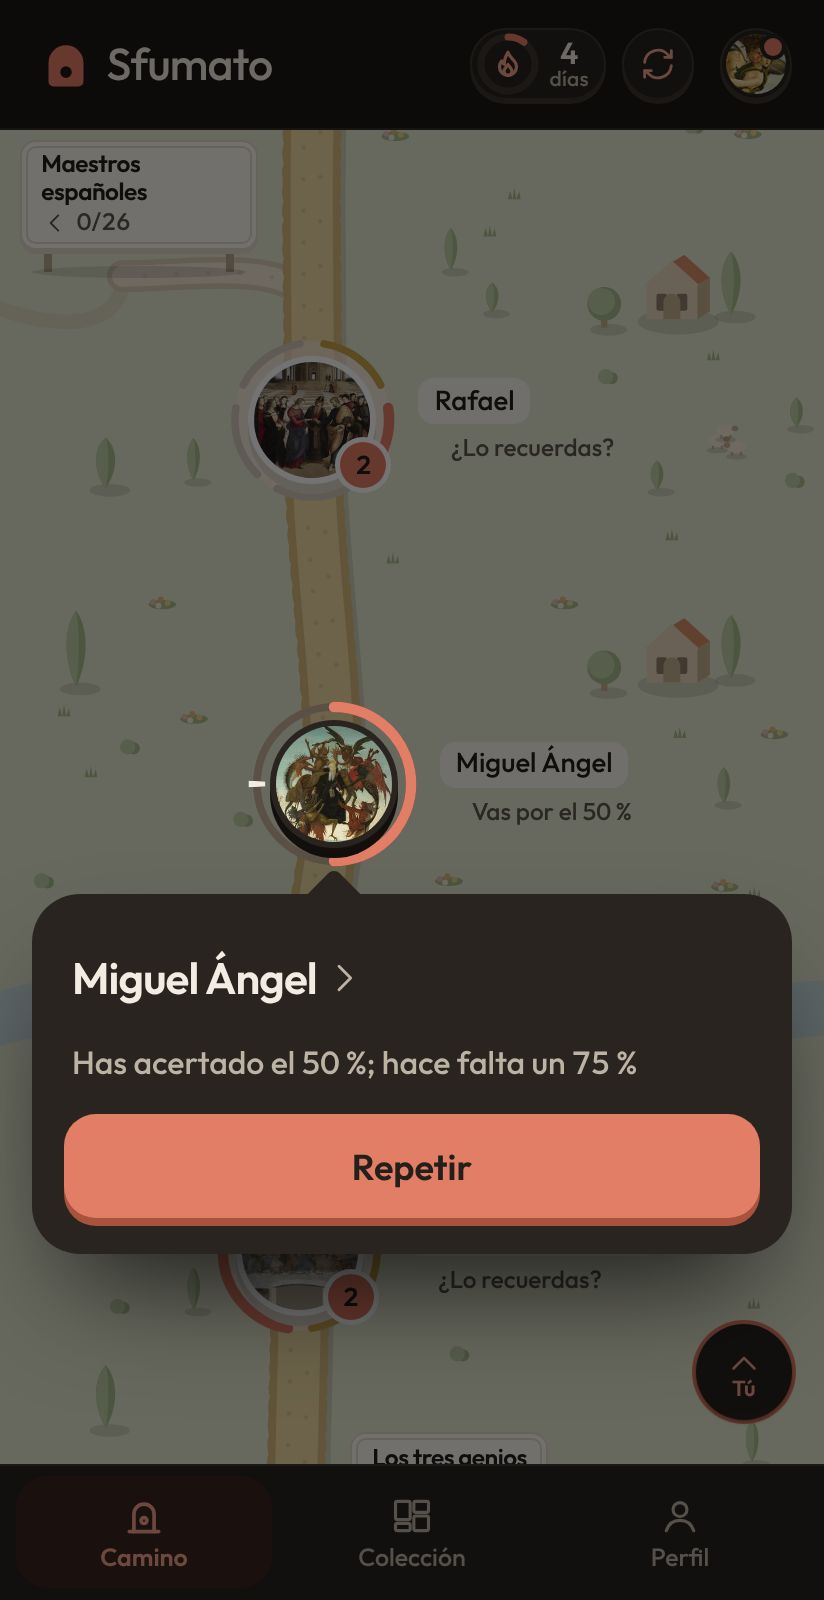 Sfumato
4
días
Maestros
españoles
0/26
Rafael
¿Lo recuerdas?
2
Miguel Ángel
Vas por el 50 %
Miguel Ángel
Has acertado el 50 %; hace falta un 75 %
Repetir
¿Lo recuerdas?
2
Tú
Los tres genios
Camino
Colección
Perfil